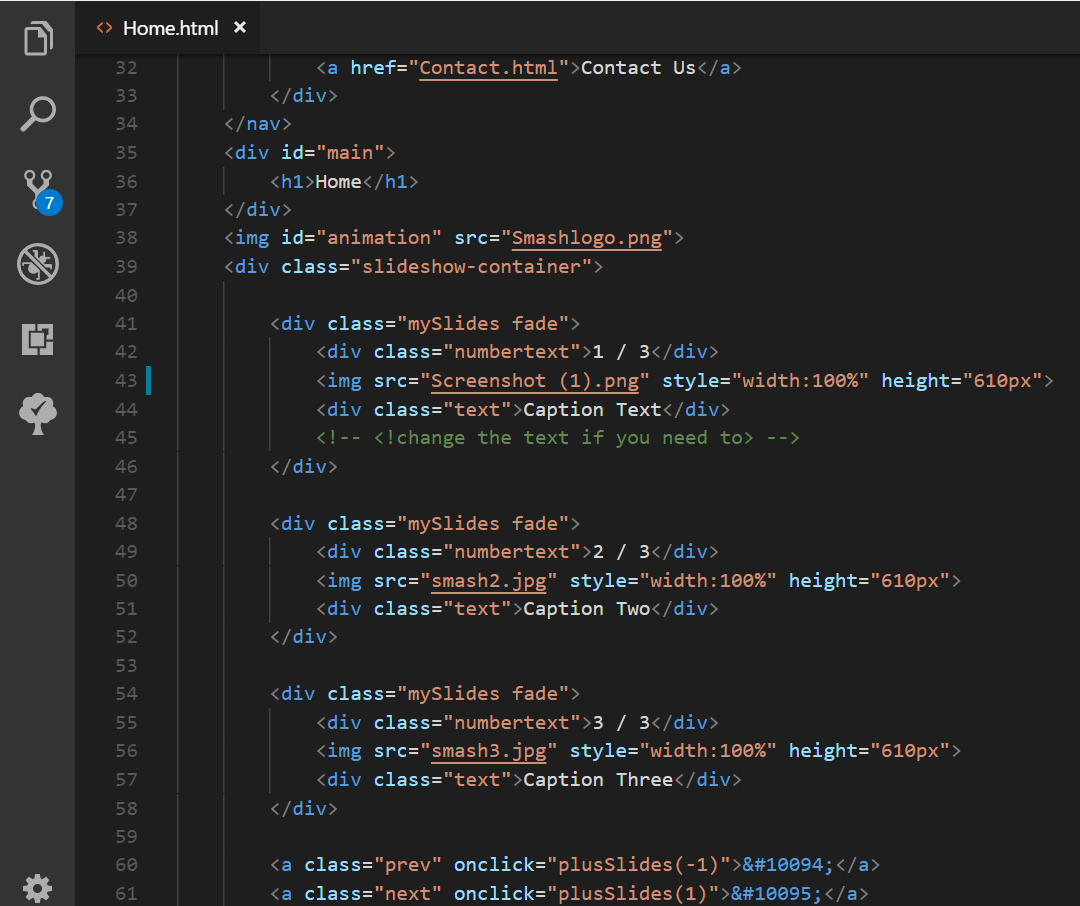 <> Home.html ×
32 <a href="Contact.html">Contact Us</a>
33 </div>
34 </nav>
35 <div id="main">
36 <h1>Home</h1>
37 </div>
38 <img id="animation" src="Smashlogo.png">
39 <div class="slideshow-container">
40
41 <div class="mySlides fade">
42 <div class="numbertext">1 / 3</div>
43 <img src="Screenshot (1).png" style="width:100%" height="610px">
44 <div class="text">Caption Text</div>
45 <!-- <!change the text if you need to> -->
46 </div>
47
48 <div class="mySlides fade">
49 <div class="numbertext">2 / 3</div>
50 <img src="smash2.jpg" style="width:100%" height="610px">
51 <div class="text">Caption Two</div>
52 </div>
53
54 <div class="mySlides fade">
55 <div class="numbertext">3 / 3</div>
56 <img src="smash3.jpg" style="width:100%" height="610px">
57 <div class="text">Caption Three</div>
58 </div>
59
60 <a class="prev" onclick="plusSlides(-1)">&#10094;</a>
61 <a class="next" onclick="plusSlides(1)">&#10095;</a>
7